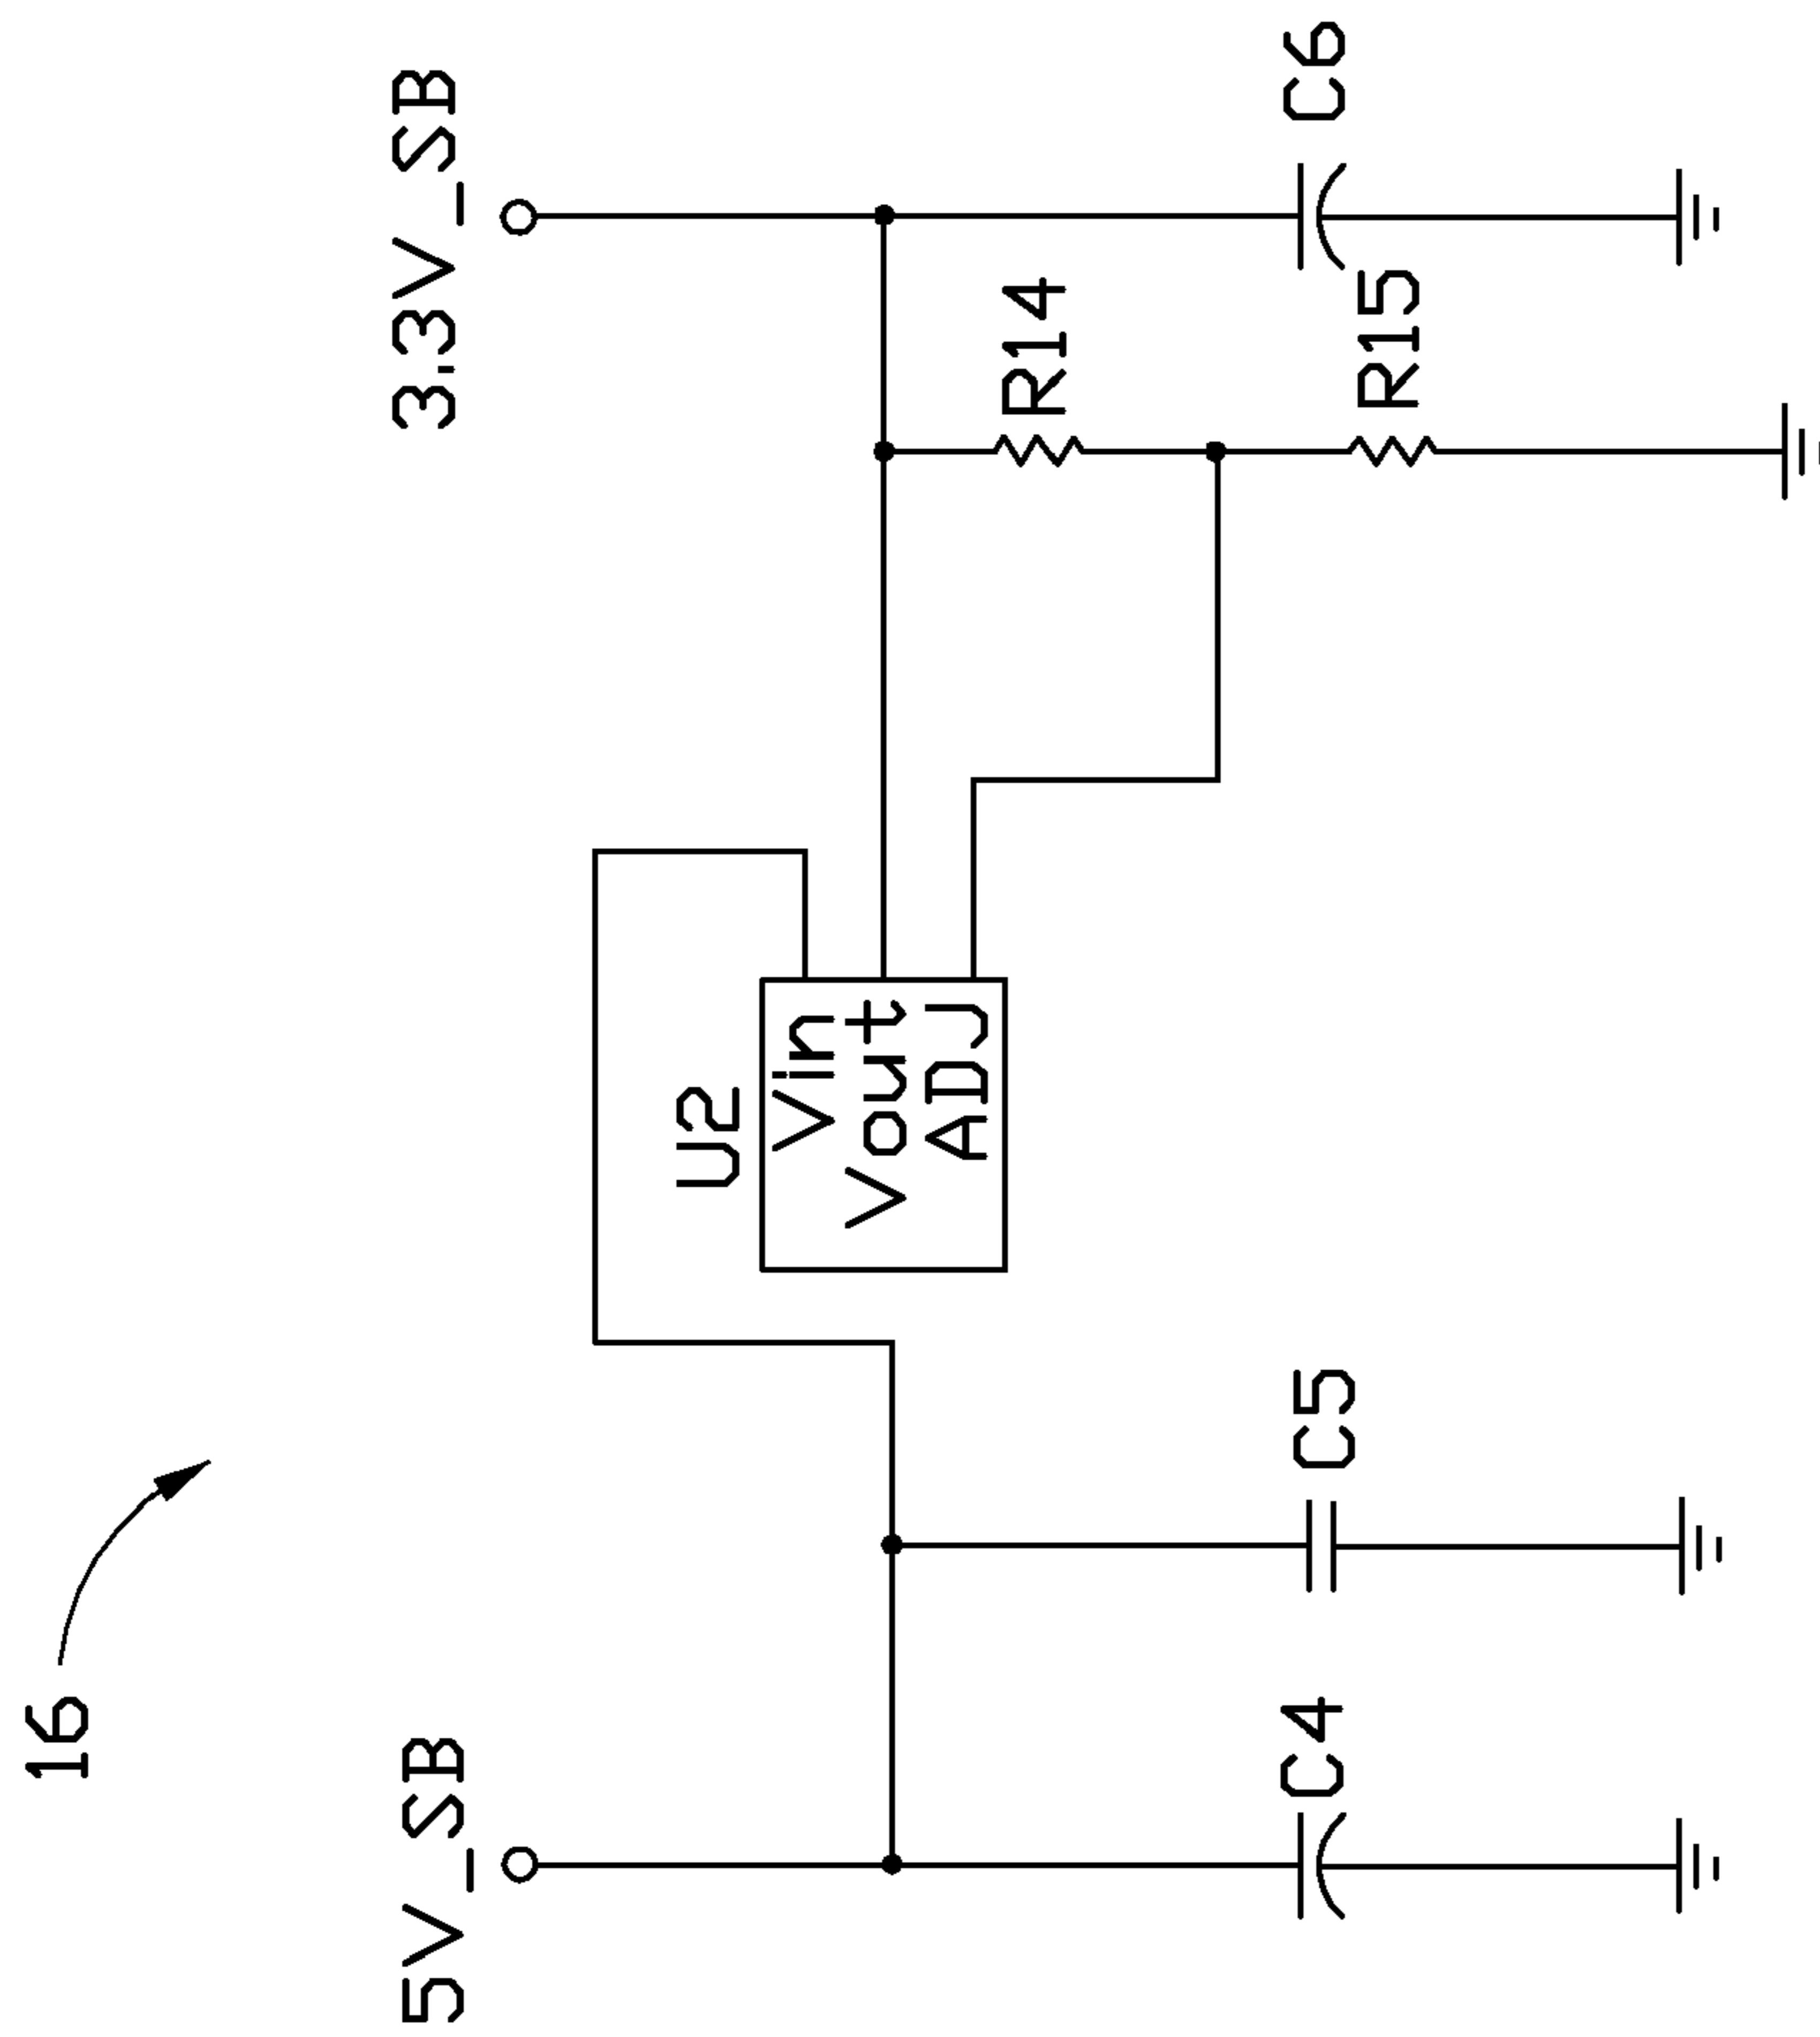 16
5V_SB
3.3V_SB
U2
Vin
Vout
ADJ
R14
R15
C4
C5
C6